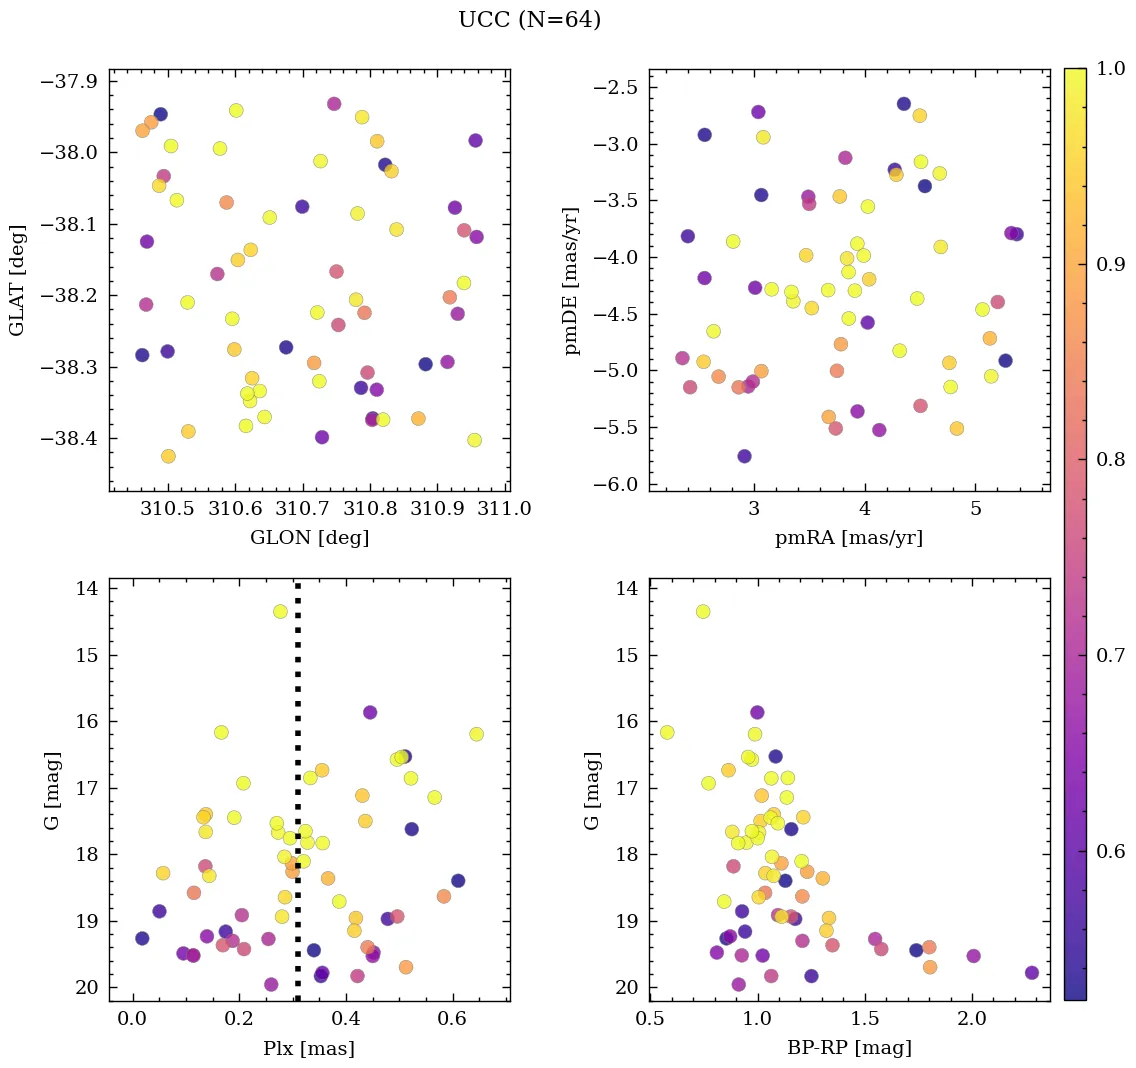 UCC (N=64)
−37.9
−38.0
−38.1
−38.2
−38.3
−38.4
GLAT [deg]
310.5 310.6 310.7 310.8 310.9 311.0
GLON [deg]
−2.5
−3.0
−3.5
−4.0
−4.5
−5.0
−5.5
−6.0
pmDE [mas/yr]
3 4 5
pmRA [mas/yr]
1.0
0.9
0.8
0.7
0.6
14
15
16
17
18
19
20
G [mag]
0.0 0.2 0.4 0.6
Plx [mas]
14
15
16
17
18
19
20
G [mag]
0.5 1.0 1.5 2.0
BP-RP [mag]